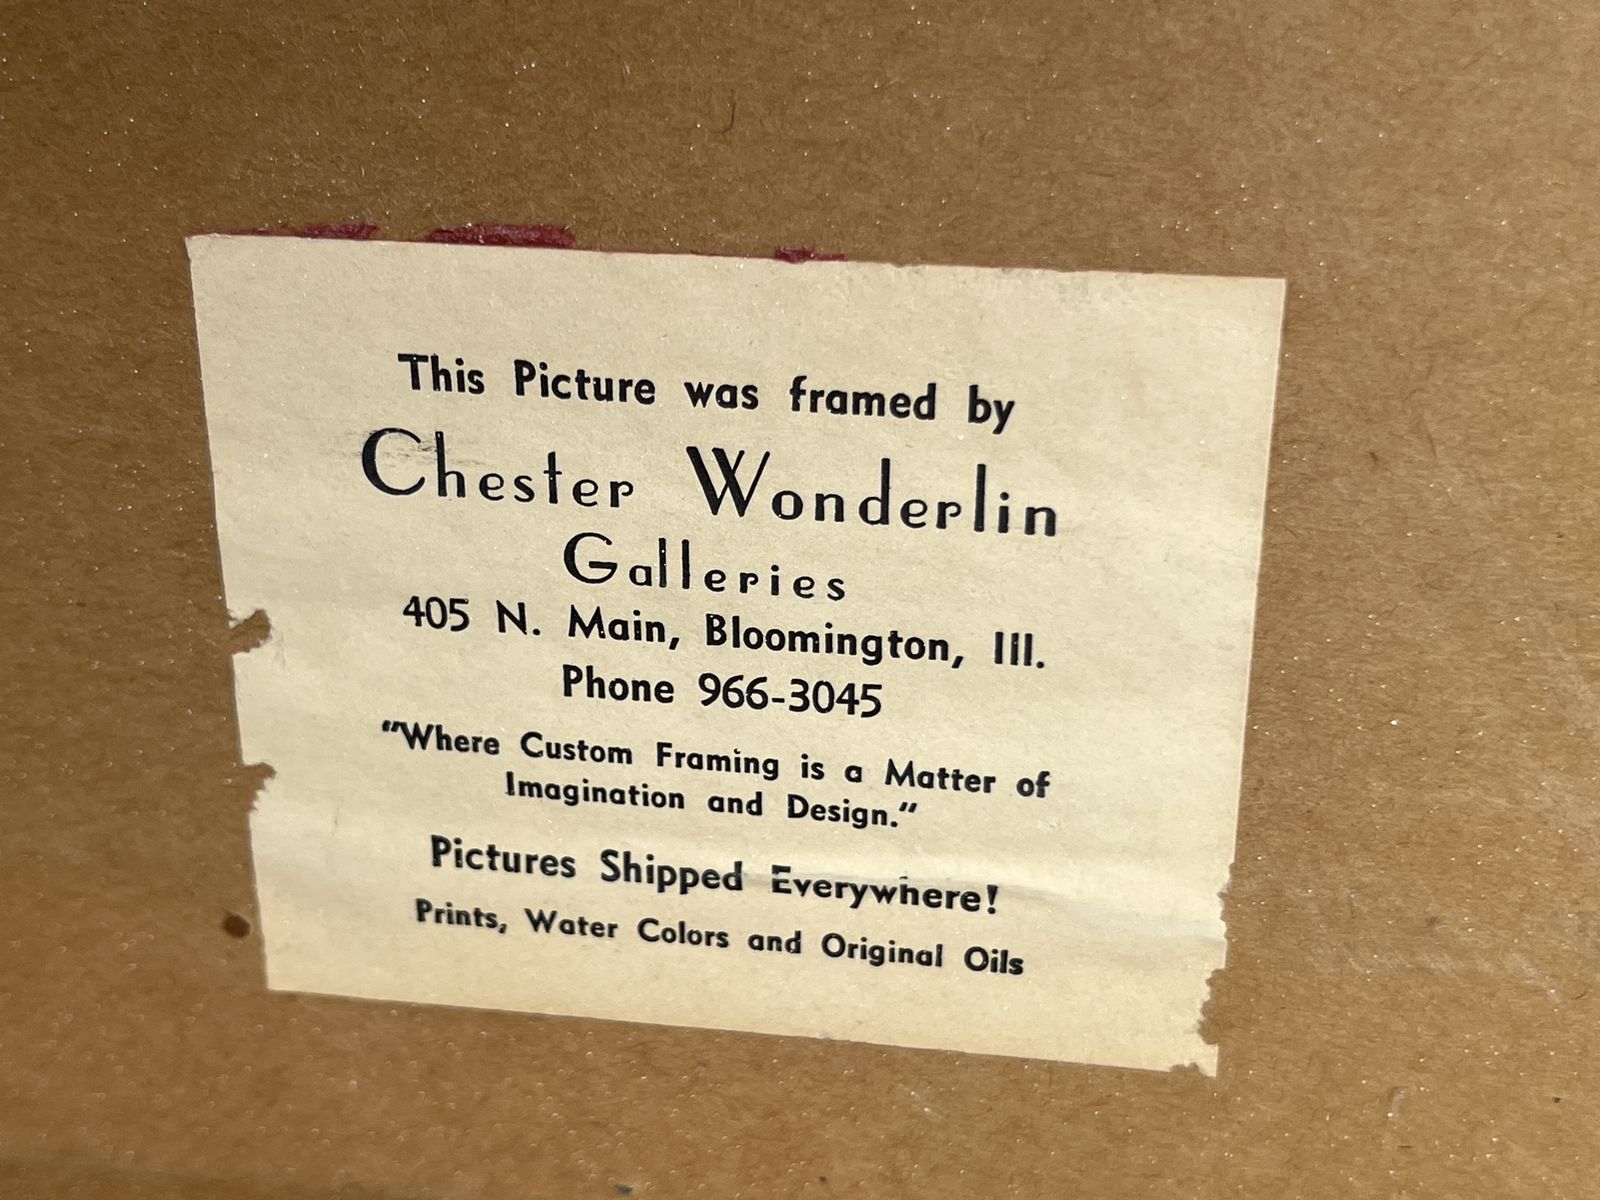 This Picture was framed by
Chester Wonderlin
Galleries
405 N. Main, Bloomington, Ill.
Phone 966-3045
"Where Custom Framing is a Matter of
Imagination and Design."
Pictures Shipped Everywhere!
Prints, Water Colors and Original Oils